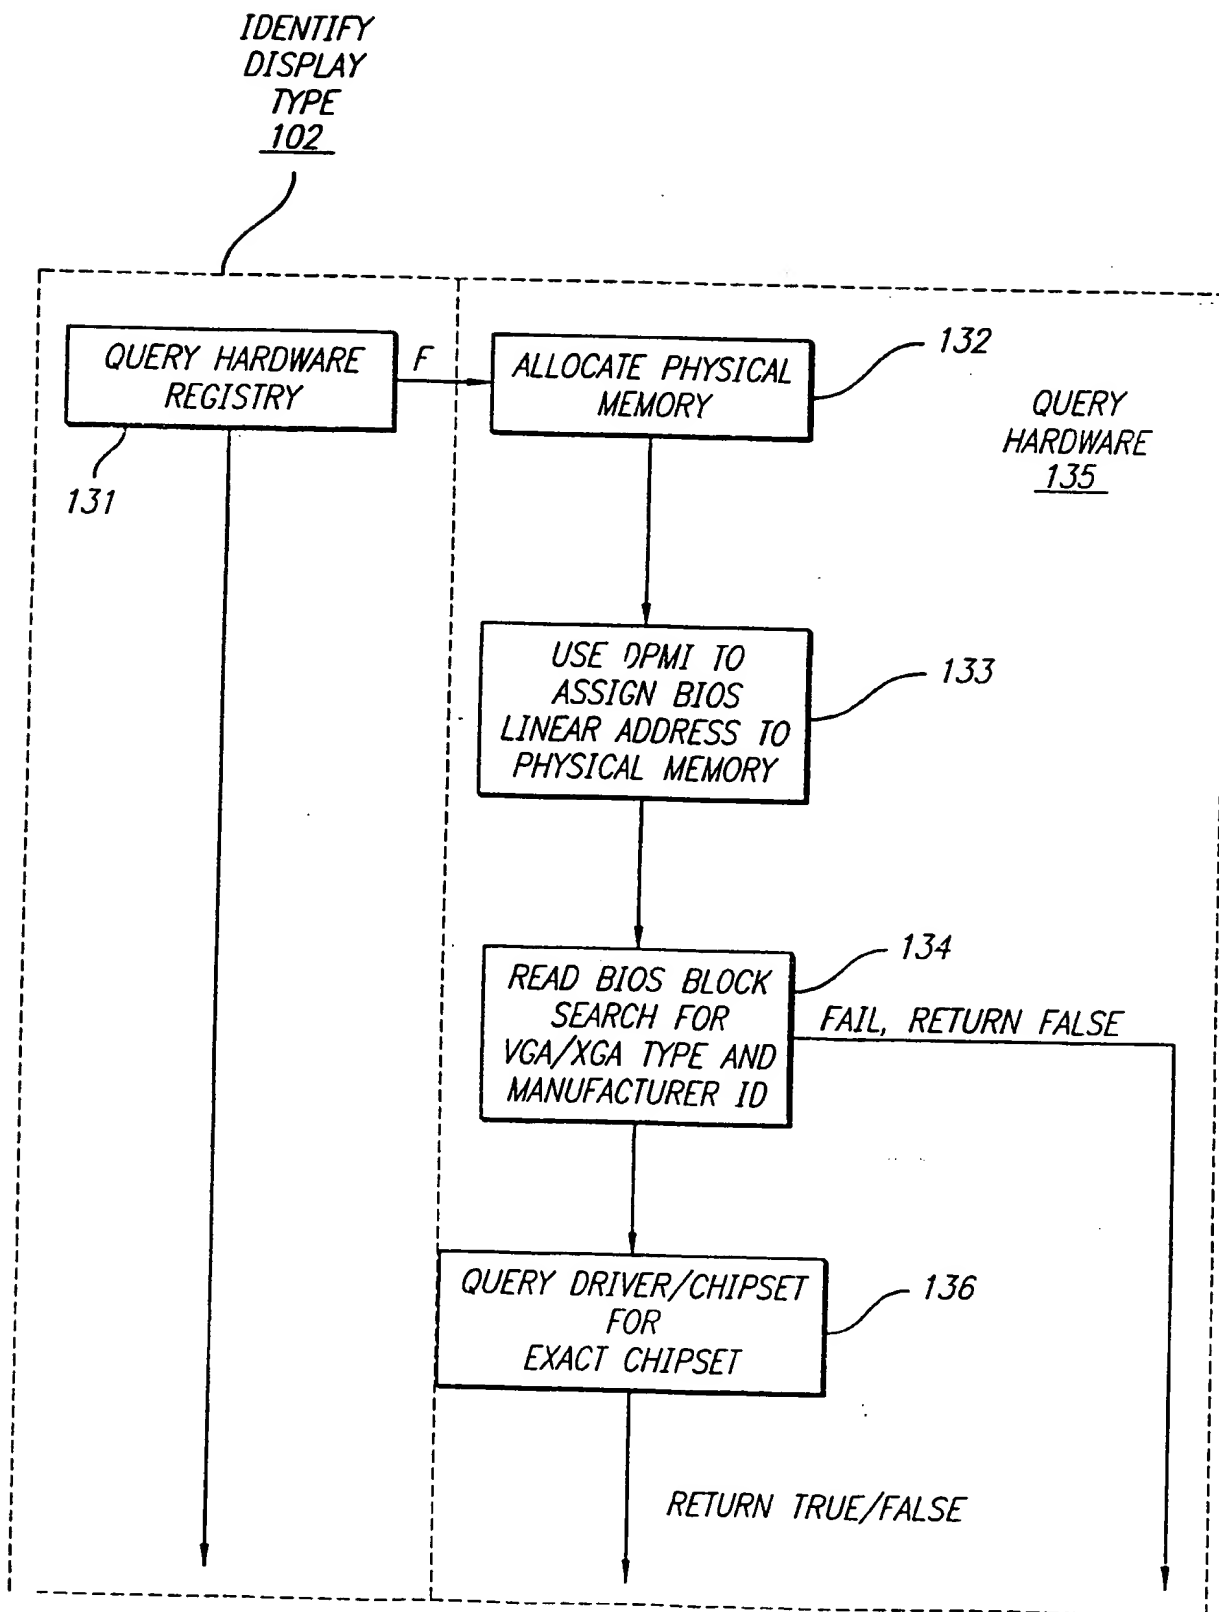 IDENTIFY
DISPLAY
TYPE
102
QUERY HARDWARE
REGISTRY
F
ALLOCATE PHYSICAL
MEMORY
132
QUERY
HARDWARE
135
131
USE DPMI TO
ASSIGN BIOS
LINEAR ADDRESS TO
PHYSICAL MEMORY
133
READ BIOS BLOCK
SEARCH FOR
VGA/XGA TYPE AND
MANUFACTURER ID
134
FAIL, RETURN FALSE
QUERY DRIVER/CHIPSET
FOR
EXACT CHIPSET
136
RETURN TRUE/FALSE